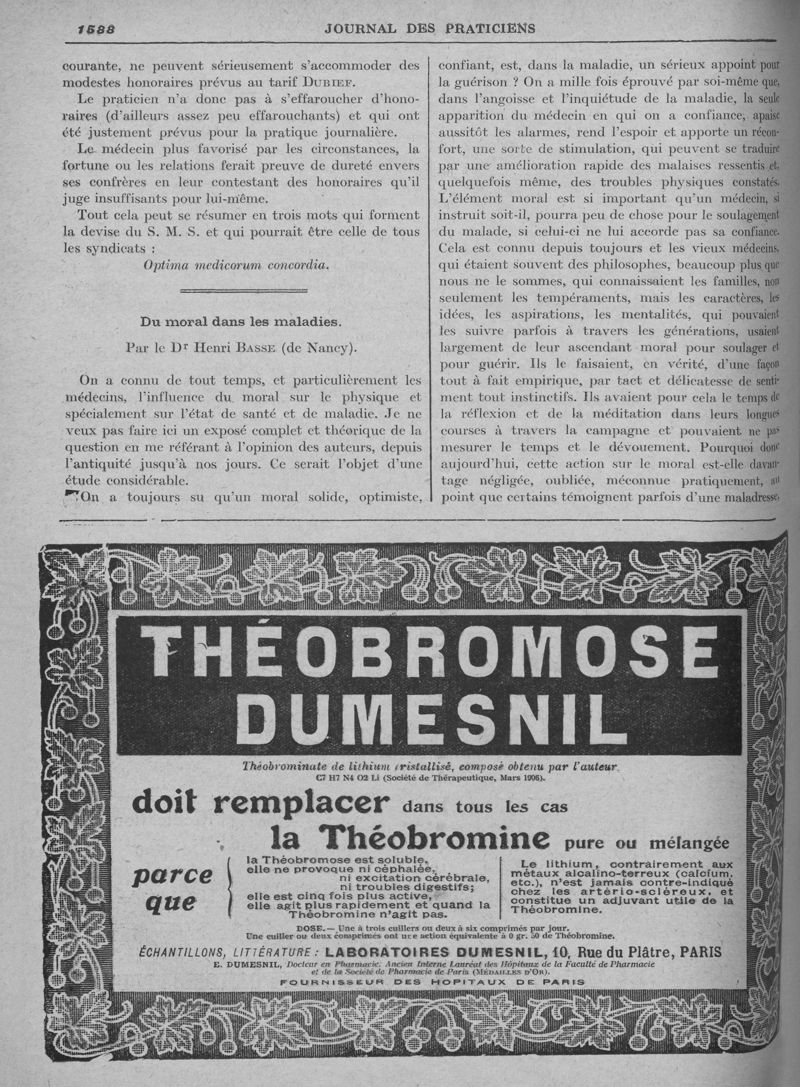 1538
JOURNAL DES PRATICIENS
courante, ne peuvent sérieusement s'accommoder des
modestes honoraires prévus au tarif DUBIEF.
Le praticien n'a donc pas à s'effaroucher d'hono-
raires (d'ailleurs assez peu effarouchants) et qui ont
été justement prévus pour la pratique journalière.
Le médecin plus favorisé par les circonstances, la
fortune ou les relations ferait preuve de dureté envers
ses confrères en leur contestant des honoraires qu'il
juge insuffisants pour lui-même.
Tout cela peut se résumer en trois mots qui forment
la devise du S. M. S. et qui pourrait être celle de tous
les syndicats :
Optima medicorum concordia.
Du moral dans les maladies.
Par le Dr Henri BASSE (de Nancy).
On a connu de tout temps, et particulièrement les
médecins, l'influence du moral sur le physique et
spécialement sur l'état de santé et de maladie. Je ne
veux pas faire ici un exposé complet et théorique de la
question en me référant à l'opinion des auteurs, depuis
l'antiquité jusqu'à nos jours. Ce serait l'objet d'une
étude considérable.
On a toujours su qu'un moral solide, optimiste,
confiant, est, dans la maladie, un sérieux appoint pour
la guérison ? On a mille fois éprouvé par soi-même que,
dans l'angoisse et l'inquiétude de la maladie, la seule
apparition du médecin en qui on a confiance, apaise
aussitôt les alarmes, rend l'espoir et apporte un récon-
fort, une sorte de stimulation, qui peuvent se traduire
par une amélioration rapide des malaises ressentis et,
quelquefois même, des troubles physiques constatés.
L'élément moral est si important qu'un médecin, si
instruit soit-il, pourra peu de chose pour le soulagement
du malade, si celui-ci ne lui accorde pas sa confiance.
Cela est connu depuis toujours et les vieux médecins,
qui étaient souvent des philosophes, beaucoup plus que
nous ne le sommes, qui connaissaient les familles, non
seulement les tempéraments, mais les caractères, les
idées, les aspirations, les mentalités, qui pouvaient
les suivre parfois à travers les générations, usaient
largement de leur ascendant moral pour soulager et
pour guérir. Ils le faisaient, en vérité, d'une façon
tout à fait empirique, par tact et délicatesse de senti-
ment tout instinctifs. Ils avaient pour cela le temps de
la réflexion et de la méditation dans leurs longues
courses à travers la campagne et pouvaient ne pas
mesurer le temps et le dévouement. Pourquoi donc
aujourd'hui, cette action sur le moral est-elle davan-
tage négligée, oubliée, méconnue pratiquement, au
point que certains témoignent parfois d'une maladresse,
THÉOBROMOSE
DUMESNIL
Théobrominate de lithium cristallisé, composé obtenu par l'auteur
C7 H7 N4 O2 Li (Société de Thérapeutique, Mars 1906).
doit remplacer dans tous les cas
la Théobromine pure ou mélangée
parce
que
la Théobromose est soluble,
elle ne provoque ni céphalée,
ni excitation cérébrale,
ni troubles digestifs;
elle est cinq fois plus active,
elle agit plus rapidement et quand la
Théobromine n'agit pas.
Le lithium, contrairement aux
métaux alcalino-terreux (calcium,
etc.), n'est jamais contre-indiqué
chez les artério-scléreux, et
constitue un adjuvant utile de la
Théobromine.
DOSE. — Une à trois cuillers ou deux à six comprimés par jour.
Une cuiller ou deux comprimés ont une action équivalente à 0 gr. 50 de Théobromine.
ÉCHANTILLONS, LITTÉRATURE : LABORATOIRES DUMESNIL, 10, Rue du Plâtre, PARIS
E. DUMESNIL, Docteur en Pharmacie, Ancien Interne Lauréat des Hôpitaux de la Faculté de Pharmacie
et de la Société de Pharmacie de Paris (MÉDAILLES D'OR).
FOURNISSEUR DES HOPITAUX DE PARIS